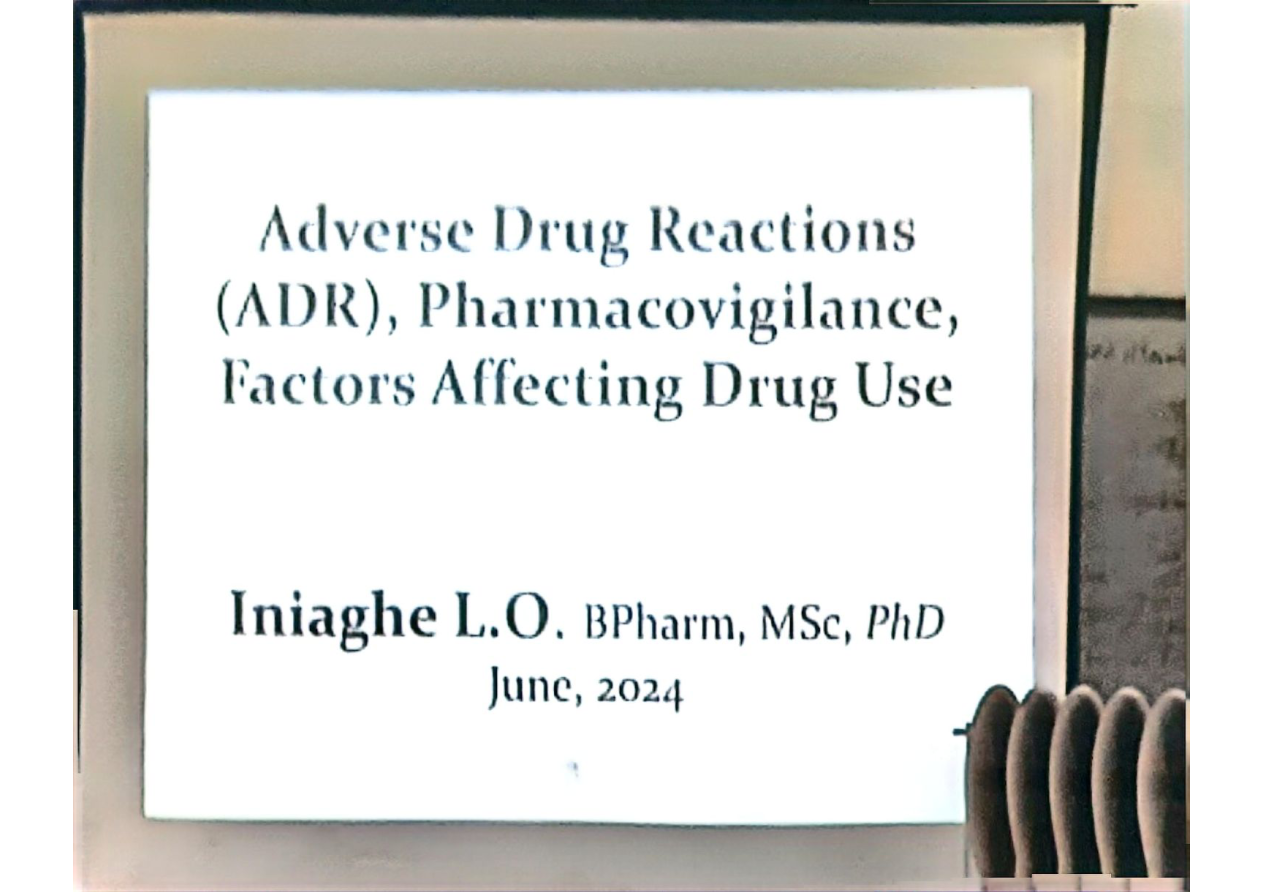 Adverse Drug Reactions
(ADR), Pharmacovigilance,
Factors Affecting Drug Use
Iniaghe L.O. BPharm, MSc, PhD
June, 2024